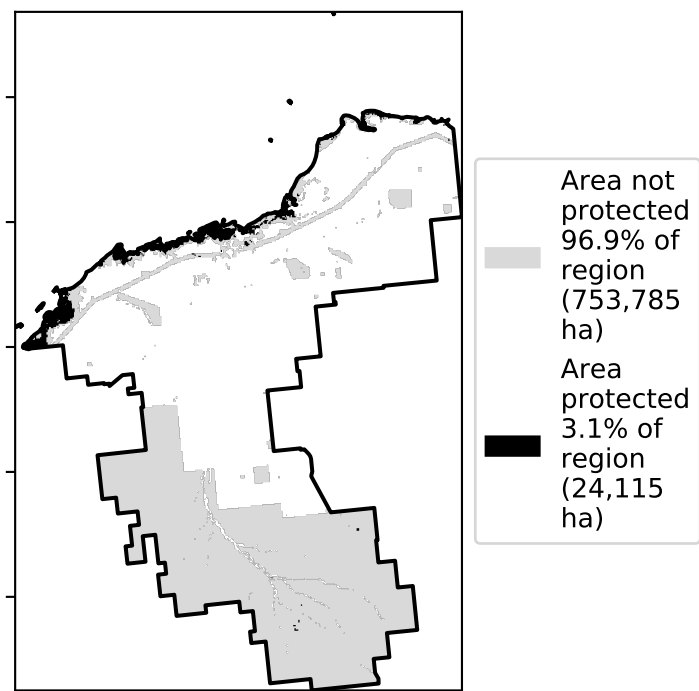 Area not
protected
96.9% of
region
(753,785
ha)
Area
protected
3.1% of
region
(24,115
ha)